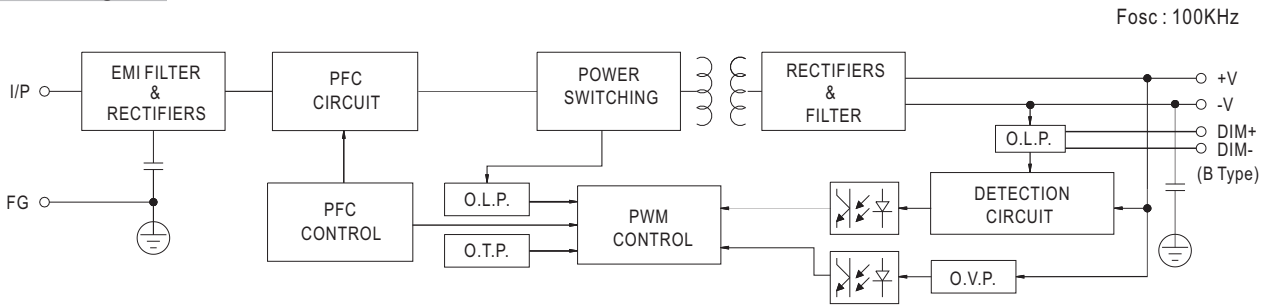 Fosc : 100KHz
I/P
EMI FILTER
&
RECTIFIERS
PFC
CIRCUIT
POWER
SWITCHING
RECTIFIERS
&
FILTER
+V
-V
DIM+
DIM-
(B Type)
O.L.P.
DETECTION
CIRCUIT
FG
PFC
CONTROL
O.L.P.
O.T.P.
PWM
CONTROL
O.V.P.